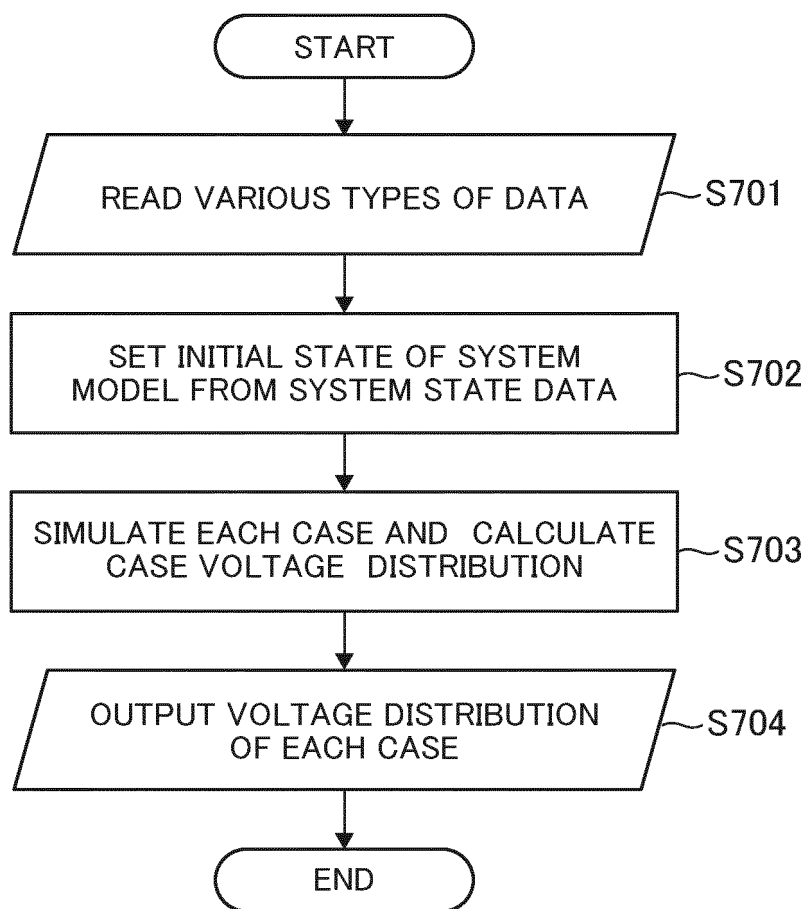 START
READ VARIOUS TYPES OF DATA
S701
SET INITIAL STATE OF SYSTEM
MODEL FROM SYSTEM STATE DATA
S702
SIMULATE EACH CASE AND CALCULATE
CASE VOLTAGE DISTRIBUTION
S703
OUTPUT VOLTAGE DISTRIBUTION
OF EACH CASE
S704
END